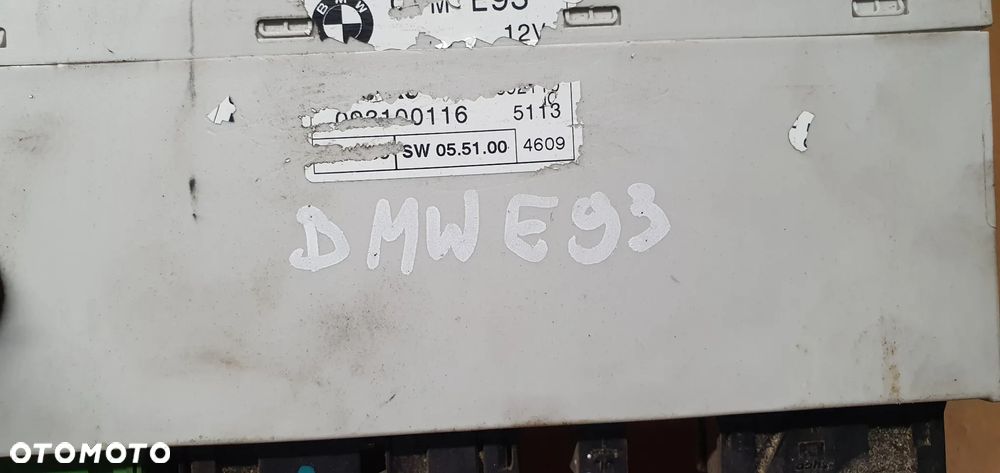 BMW
M E93
12V
093100116 5113
SW 05.51.00 4609
DMW E93
OTOMOTO